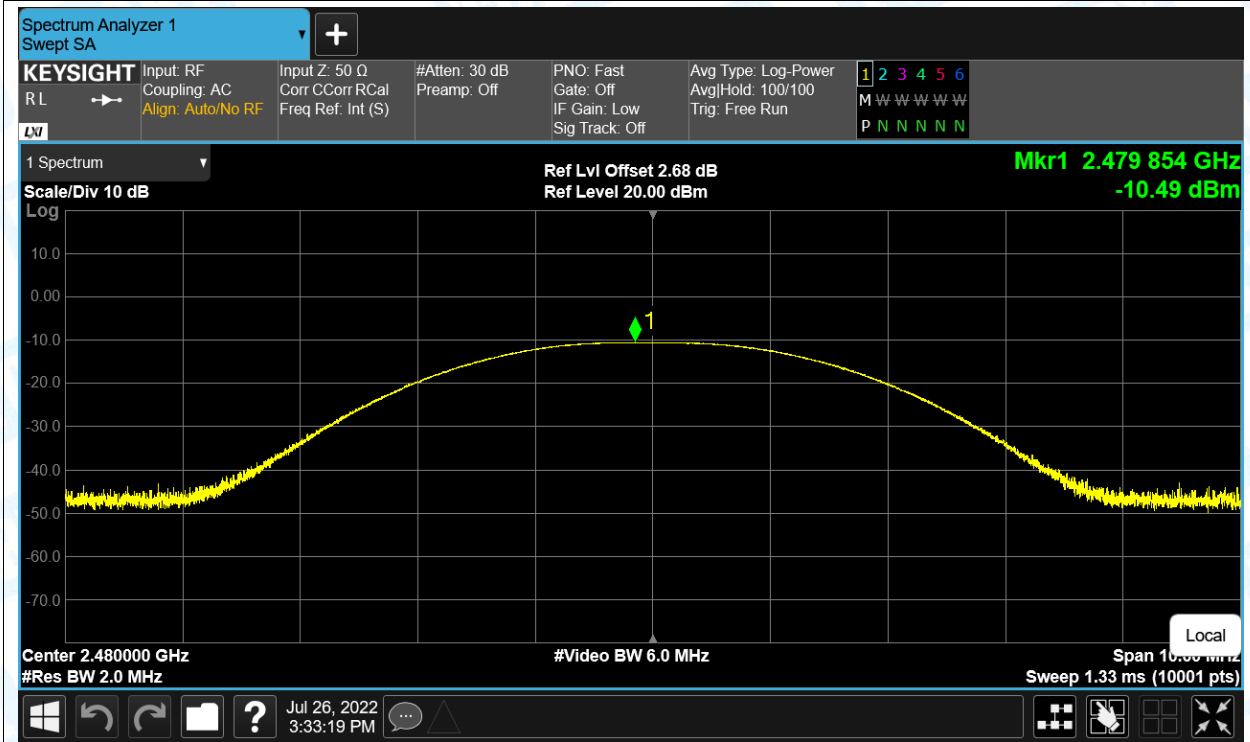 Spectrum Analyzer 1
Swept SA
KEYSIGHT
R L
LXI
Input: RF
Coupling: AC
Align: Auto/No RF
Input Z: 50 Ω
Corr CCorr RCal
Freq Ref: Int (S)
#Atten: 30 dB
Preamp: Off
PNO: Fast
Gate: Off
IF Gain: Low
Sig Track: Off
Avg Type: Log-Power
Avg|Hold: 100/100
Trig: Free Run
1 2 3 4 5 6
M W W W W W
P N N N N N
1 Spectrum
Scale/Div 10 dB
Log
Ref Lvl Offset 2.68 dB
Ref Level 20.00 dBm
Mkr1 2.479 854 GHz
-10.49 dBm
10.0
0.00
-10.0
-20.0
-30.0
-40.0
-50.0
-60.0
-70.0
1
Local
Center 2.480000 GHz
#Video BW 6.0 MHz
Span 10.00 MHz
#Res BW 2.0 MHz
Sweep 1.33 ms (10001 pts)
?
Jul 26, 2022
3:33:19 PM